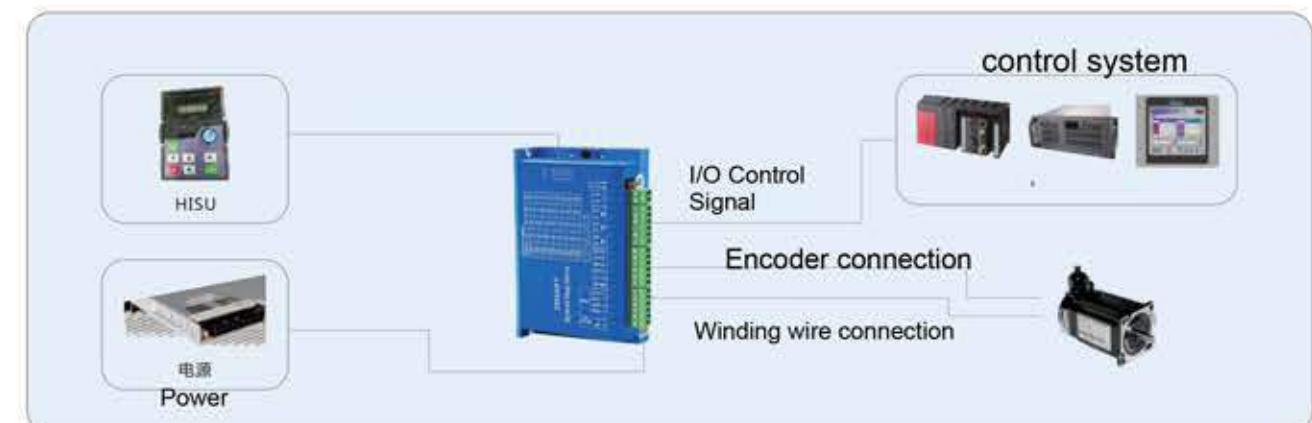 control system
HISU
I/O Control
Signal
Encoder connection
Winding wire connection
电源
Power